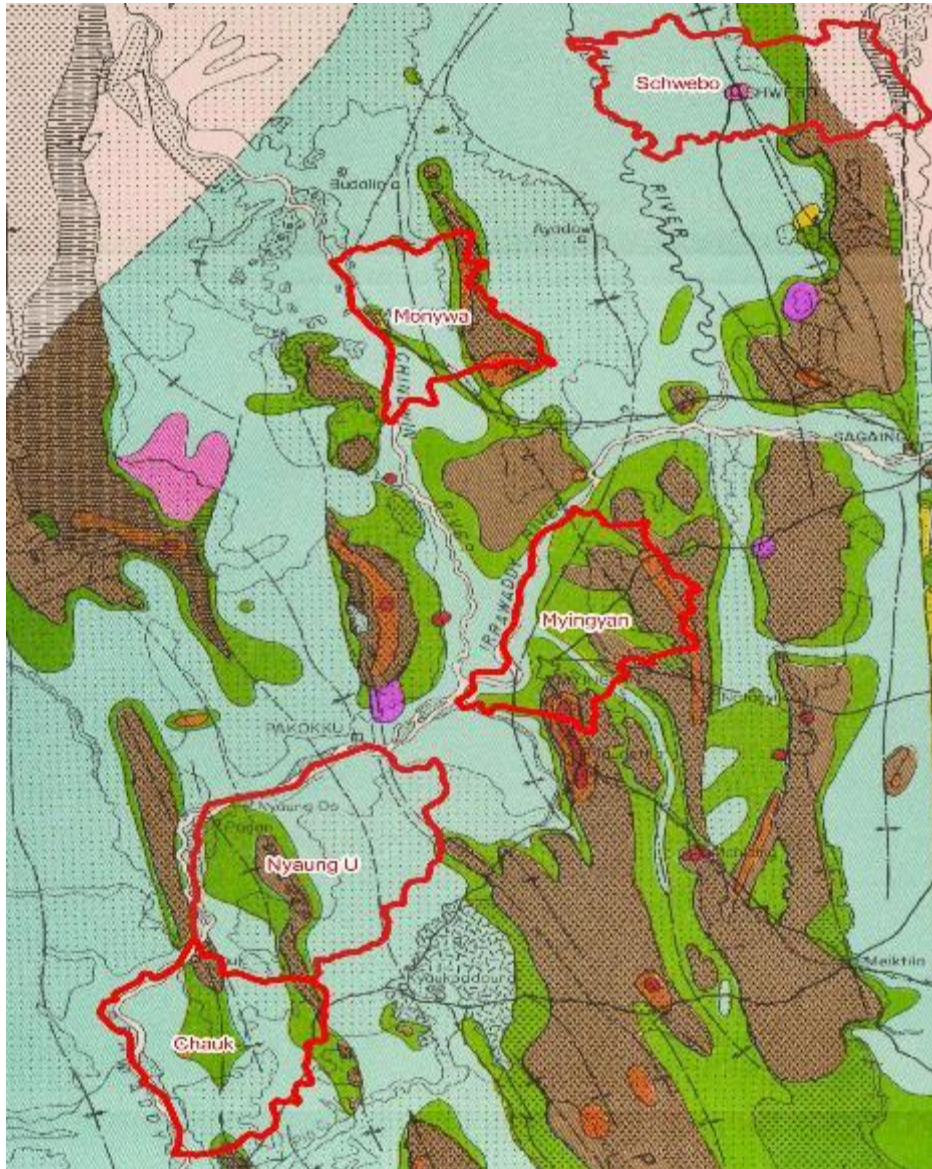 Schwebo
SHWEBO
RIVER
Budalin
Ayadaw
Monywa
CHINDWIN
RIVER
SAGAING
IRRAWADDY
RIVER
Myingyan
PAKOKKU
Nyaung Oo
Pagan
Nyaung U
Meiktila
Kyaukpadaung
Chauk